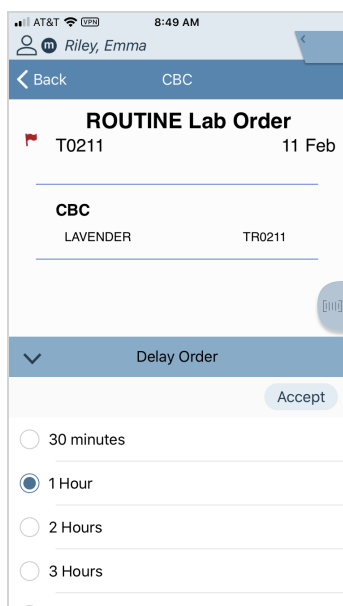 AT&T VPN 8:49 AM
m Riley, Emma
Back CBC
ROUTINE Lab Order
T0211 11 Feb
CBC
LAVENDER TR0211
Delay Order
Accept
30 minutes
1 Hour
2 Hours
3 Hours